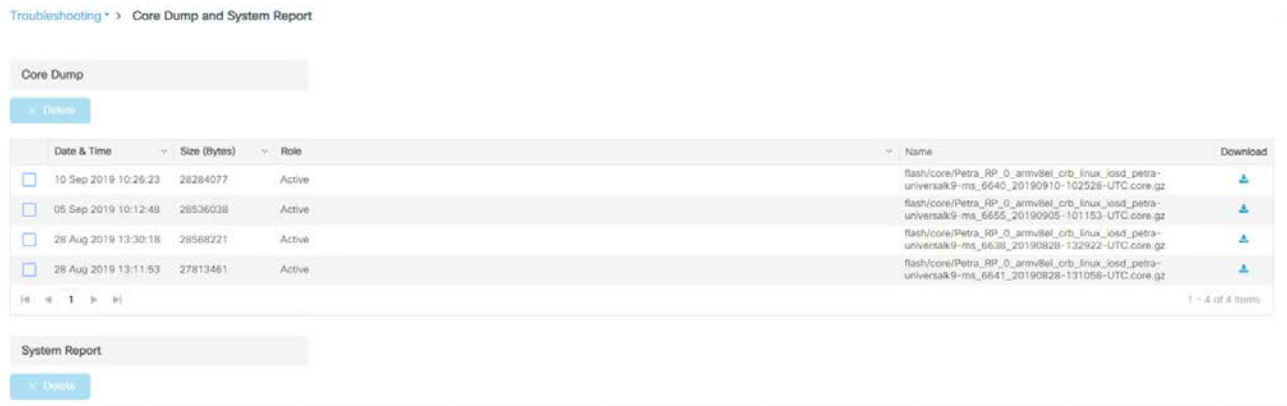 Troubleshooting > Core Dump and System Report
Core Dump
× Delete
Date & Time Size (Bytes) Role Name Download
10 Sep 2019 10:26:23 28284077 Active flash/core/Petra_RP_0_armv8el_crb_linux_iosd_petra-
universalk9-ms_6640_20190910-102528-UTC.core.gz
05 Sep 2019 10:12:48 28536038 Active flash/core/Petra_RP_0_armv8el_crb_linux_iosd_petra-
universalk9-ms_6655_20190905-101153-UTC.core.gz
28 Aug 2019 13:30:18 28568221 Active flash/core/Petra_RP_0_armv8el_crb_linux_iosd_petra-
universalk9-ms_6638_20190828-132922-UTC.core.gz
28 Aug 2019 13:11:53 27813461 Active flash/core/Petra_RP_0_armv8el_crb_linux_iosd_petra-
universalk9-ms_6641_20190828-131058-UTC.core.gz
1 1 - 4 of 4 items
System Report
× Delete